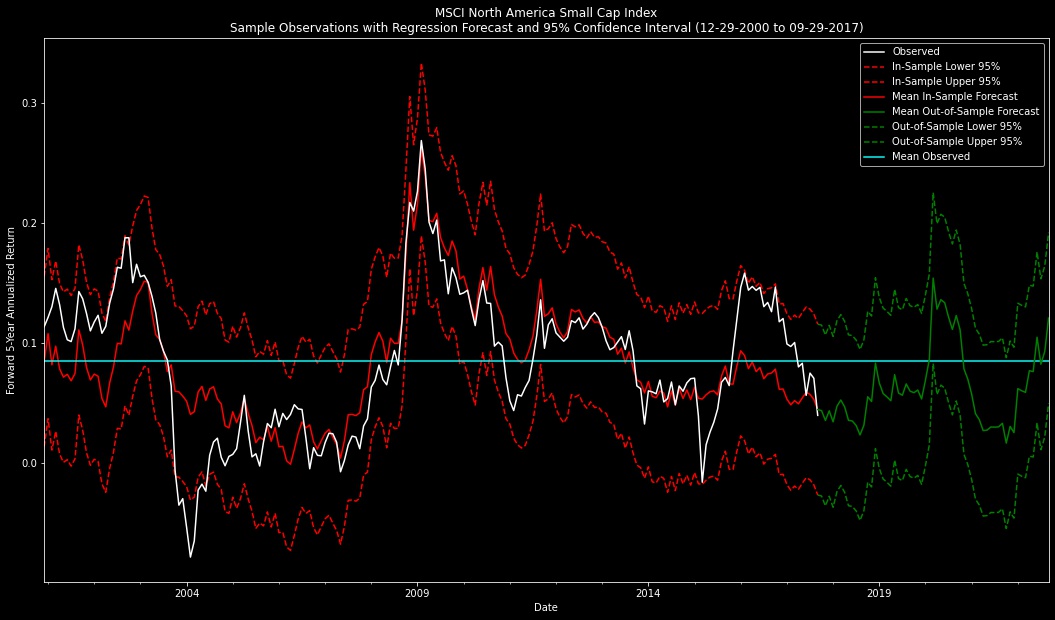 MSCI North America Small Cap Index
Sample Observations with Regression Forecast and 95% Confidence Interval (12-29-2000 to 09-29-2017)
Observed
In-Sample Lower 95%
In-Sample Upper 95%
Mean In-Sample Forecast
Mean Out-of-Sample Forecast
Out-of-Sample Lower 95%
Out-of-Sample Upper 95%
Mean Observed
Forward 5-Year Annualized Return
0.3
0.2
0.1
0.0
2004
2009
2014
2019
Date